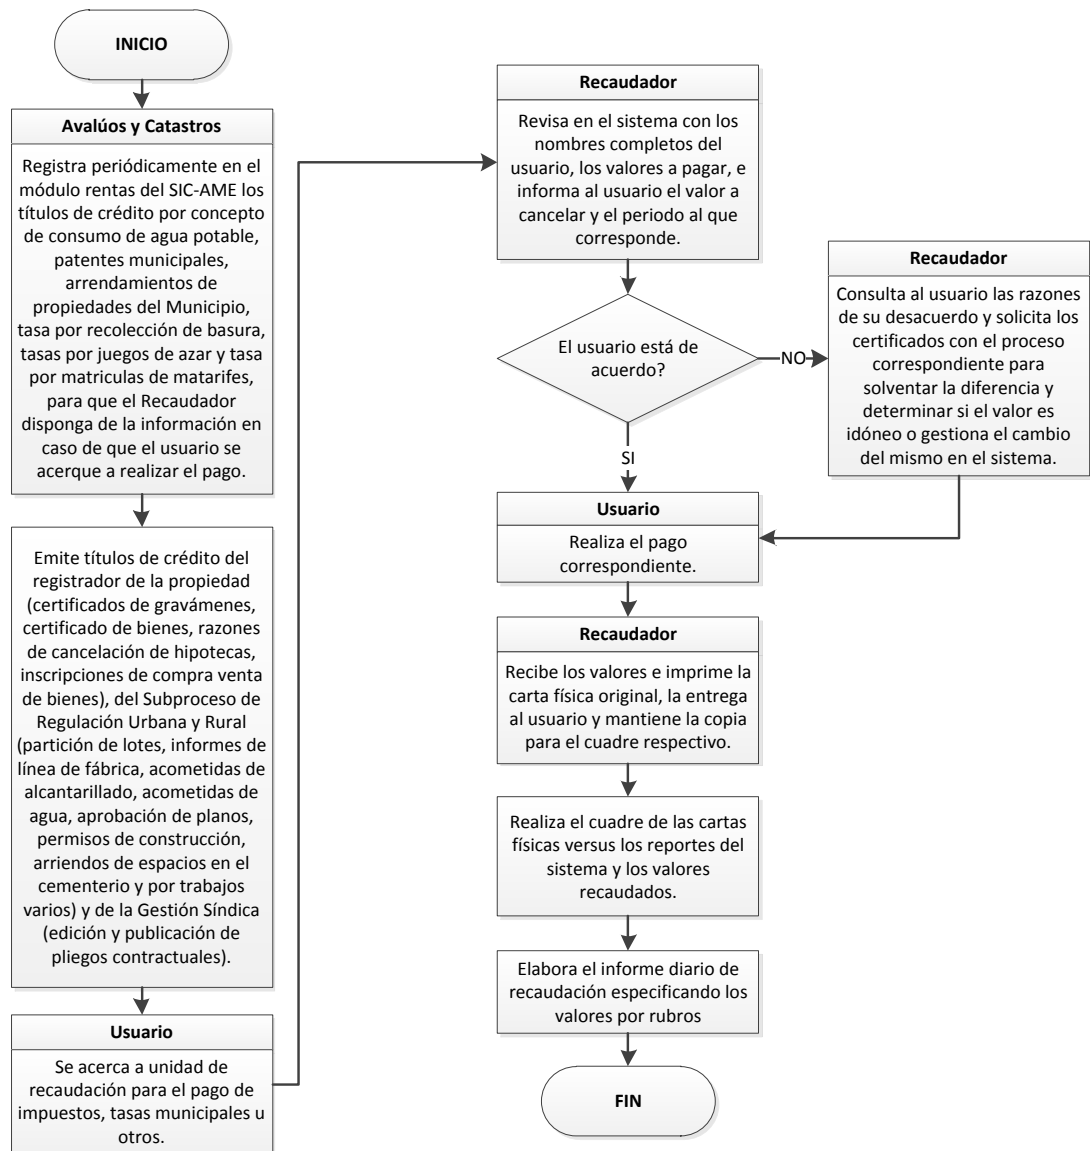 INICIO
Avalúos y Catastros
Registra periódicamente en el
módulo rentas del SIC-AME los
títulos de crédito por concepto
de consumo de agua potable,
patentes municipales,
arrendamientos de
propiedades del Municipio,
tasa por recolección de basura,
tasas por juegos de azar y tasa
por matriculas de matarifes,
para que el Recaudador
disponga de la información en
caso de que el usuario se
acerque a realizar el pago.
Emite títulos de crédito del
registrador de la propiedad
(certificados de gravámenes,
certificado de bienes, razones
de cancelación de hipotecas,
inscripciones de compra venta
de bienes), del Subproceso de
Regulación Urbana y Rural
(partición de lotes, informes de
línea de fábrica, acometidas de
alcantarillado, acometidas de
agua, aprobación de planos,
permisos de construcción,
arriendos de espacios en el
cementerio y por trabajos
varios) y de la Gestión Síndica
(edición y publicación de
pliegos contractuales).
Usuario
Se acerca a unidad de
recaudación para el pago de
impuestos, tasas municipales u
otros.
Recaudador
Revisa en el sistema con los
nombres completos del
usuario, los valores a pagar, e
informa al usuario el valor a
cancelar y el periodo al que
corresponde.
El usuario está de
acuerdo?
NO
Recaudador
Consulta al usuario las razones
de su desacuerdo y solicita los
certificados con el proceso
correspondiente para
solventar la diferencia y
determinar si el valor es
idóneo o gestiona el cambio
del mismo en el sistema.
SI
Usuario
Realiza el pago
correspondiente.
Recaudador
Recibe los valores e imprime la
carta física original, la entrega
al usuario y mantiene la copia
para el cuadre respectivo.
Realiza el cuadre de las cartas
físicas versus los reportes del
sistema y los valores
recaudados.
Elabora el informe diario de
recaudación especificando los
valores por rubros
FIN